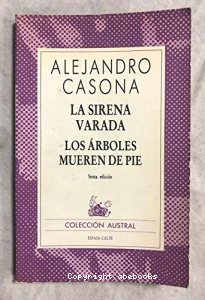 ALEJANDRO
CASONA
LA SIRENA
VARADA
LOS ÁRBOLES
MUEREN DE PIE
Sexta edición
COLECCIÓN AUSTRAL
ESPASA-CALPE
Copyright abebooks